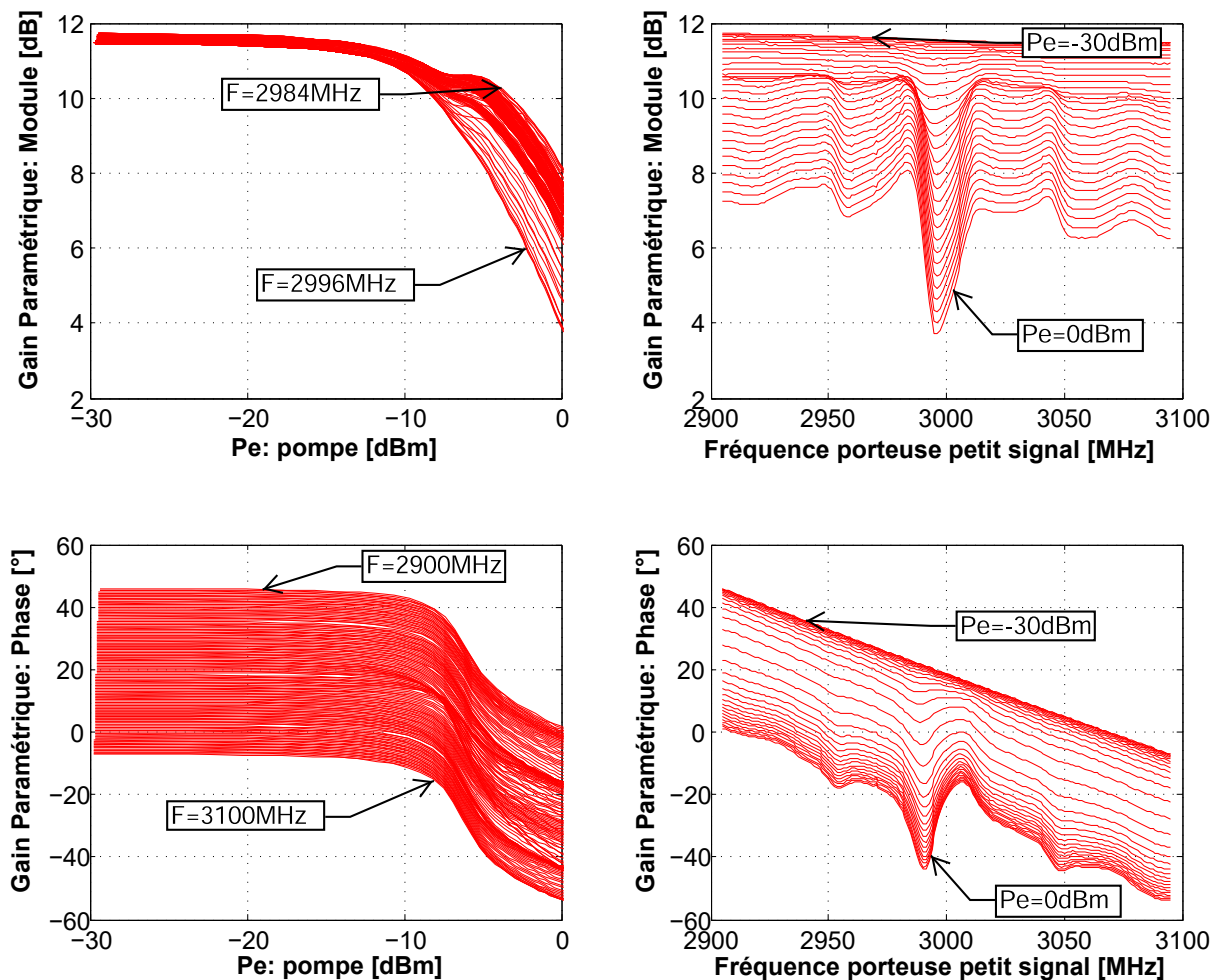 12
10
8
6
4
2
Gain Paramétrique: Module [dB]
F=2984MHz
F=2996MHz
−30
−20
−10
0
Pe: pompe [dBm]
12
10
8
6
4
2
Gain Paramétrique: Module [dB]
Pe=-30dBm
Pe=0dBm
2900
2950
3000
3050
3100
Fréquence porteuse petit signal [MHz]
60
40
20
0
−20
−40
−60
Gain Paramétrique: Phase [°]
F=2900MHz
F=3100MHz
−30
−20
−10
0
Pe: pompe [dBm]
60
40
20
0
−20
−40
−60
Gain Paramétrique: Phase [°]
Pe=-30dBm
Pe=0dBm
2900
2950
3000
3050
3100
Fréquence porteuse petit signal [MHz]